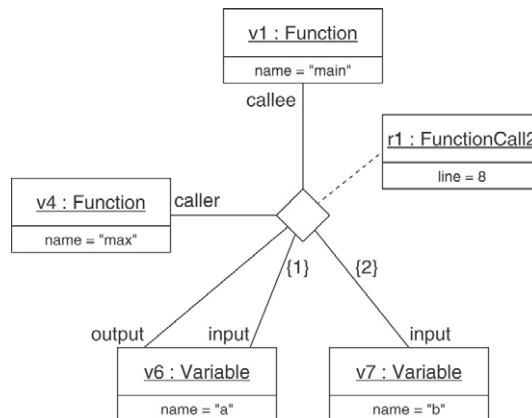 v1 : Function
name = "main"
callee
r1 : FunctionCall2
line = 8
v4 : Function
caller
name = "max"
{1}
{2}
output
input
input
v6 : Variable
v7 : Variable
name = "a"
name = "b"